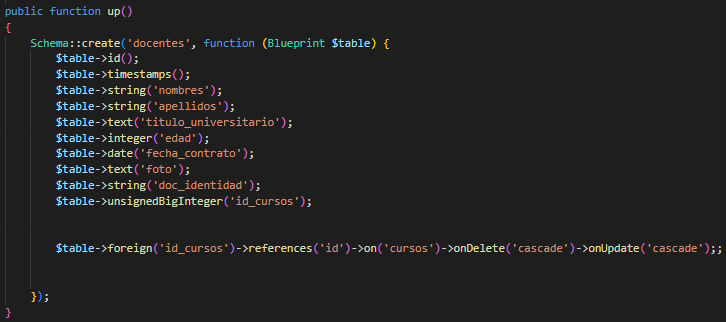 public function up()
{
Schema::create('docentes', function (Blueprint $table) {
$table->id();
$table->timestamps();
$table->string('nombres');
$table->string('apellidos');
$table->text('titulo_universitario');
$table->integer('edad');
$table->date('fecha_contrato');
$table->text('foto');
$table->string('doc_identidad');
$table->unsignedBigInteger('id_cursos');
$table->foreign('id_cursos')->references('id')->on('cursos')->onDelete('cascade')->onUpdate('cascade');;
});
}